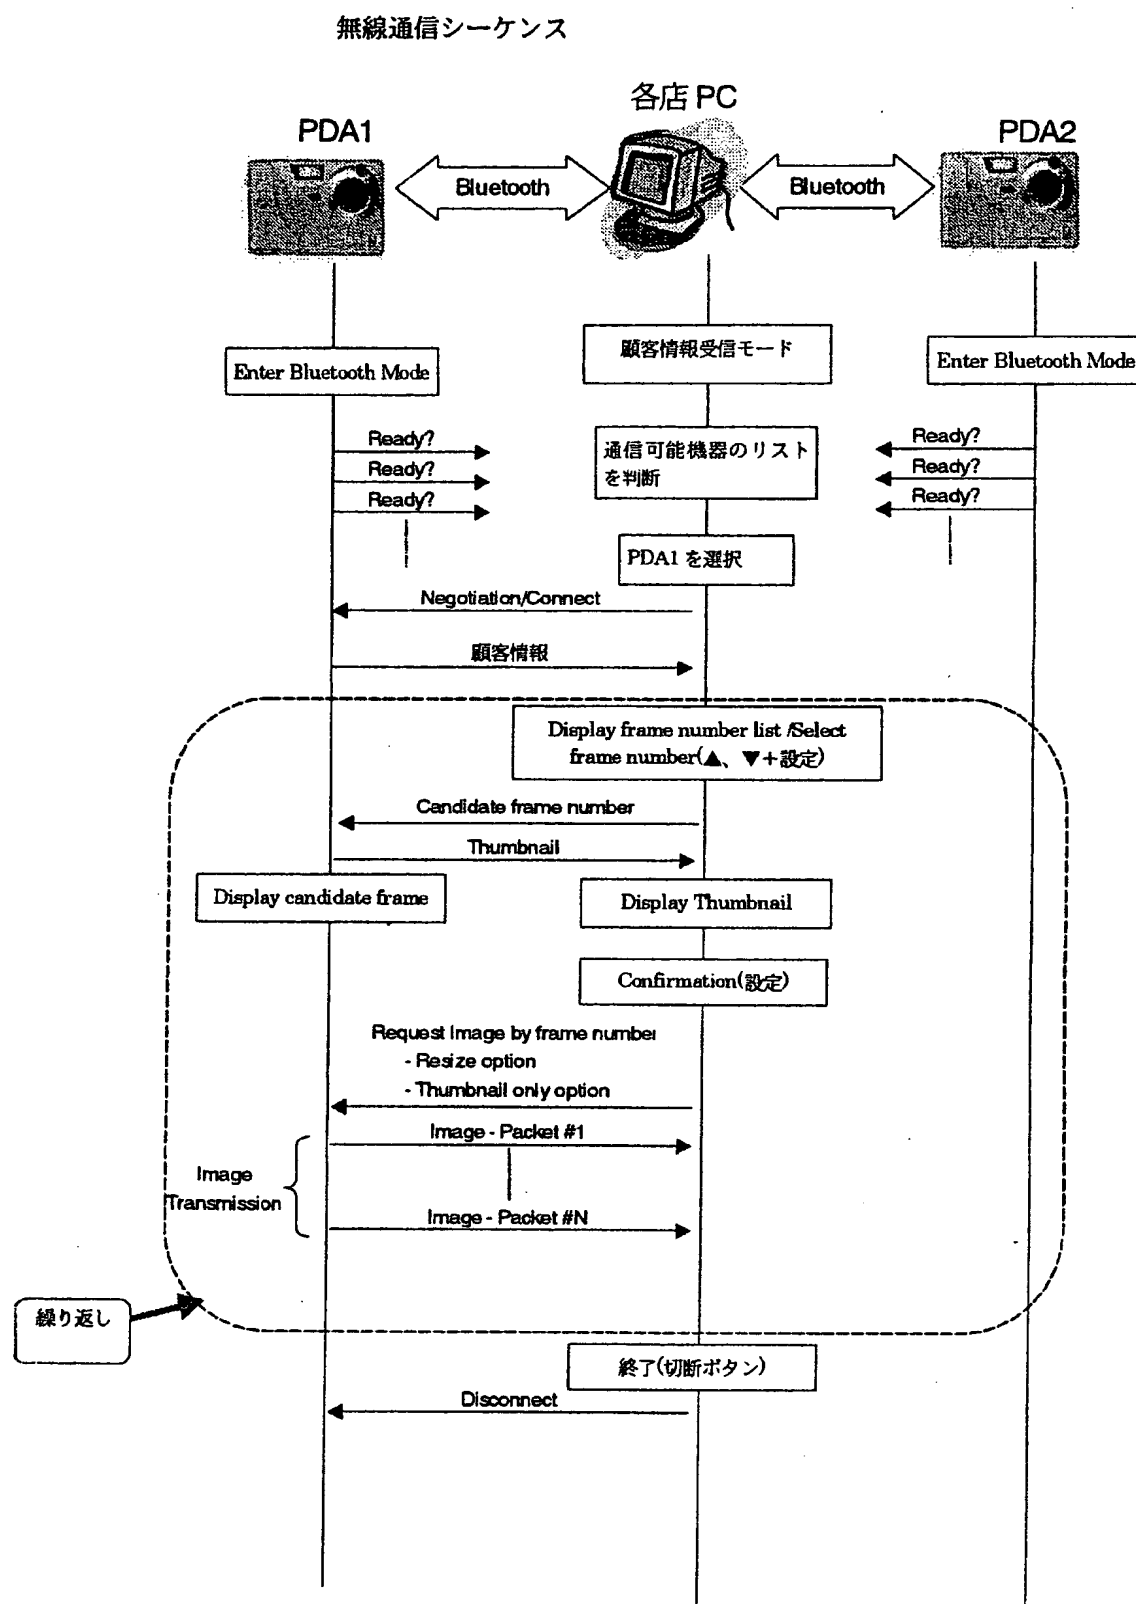 無線通信シーケンス
各店 PC
PDA1
PDA2
Bluetooth
Bluetooth
顧客情報受信モード
Enter Bluetooth Mode
Enter Bluetooth Mode
Ready?
Ready?
Ready?
通信可能機器のリスト
を判断
Ready?
Ready?
Ready?
PDA1 を選択
Negotiation/Connect
顧客情報
Display frame number list /Select
frame number(▲、▼+設定)
Candidate frame number
Thumbnail
Display candidate frame
Display Thumbnail
Confirmation(設定)
Request Image by frame number
- Resize option
- Thumbnail only option
Image - Packet #1
Image
Transmission
Image - Packet #N
繰り返し
終了(切断ボタン)
Disconnect